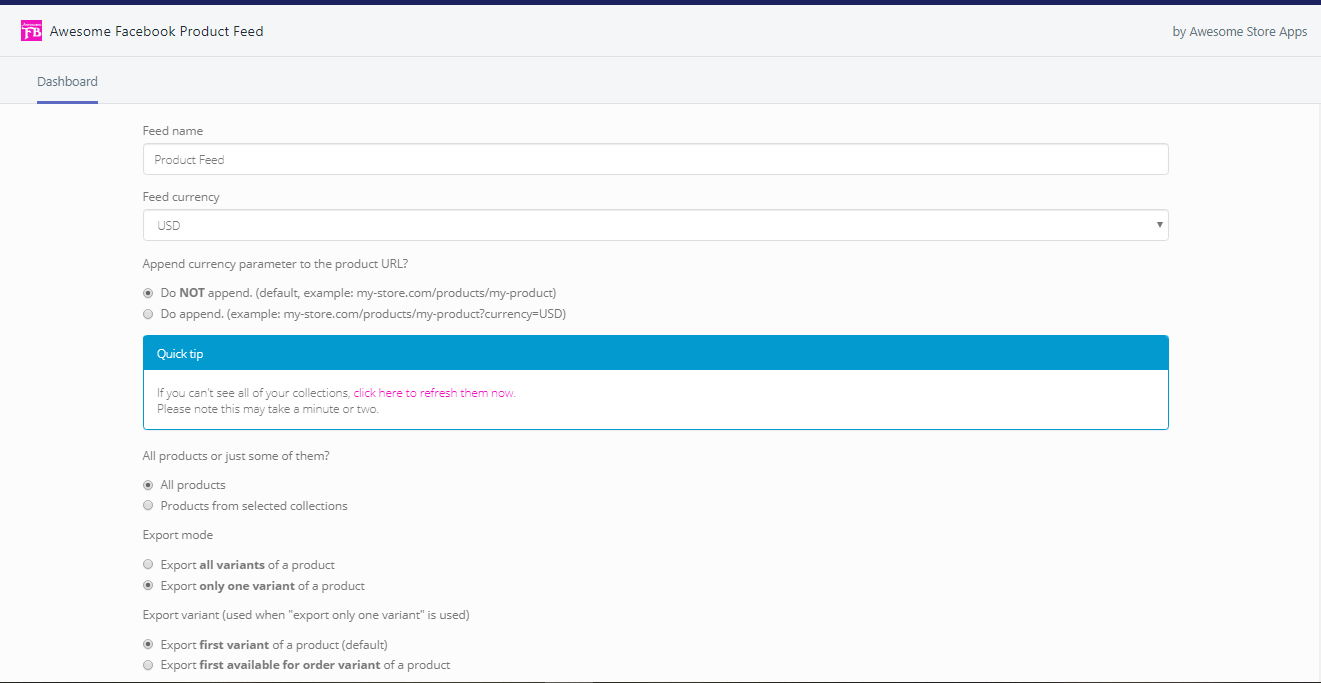 Awesome
FB
Awesome Facebook Product Feed
by Awesome Store Apps
Dashboard
Feed name
Product Feed
Feed currency
USD
Append currency parameter to the product URL?
Do NOT append. (default, example: my-store.com/products/my-product)
Do append. (example: my-store.com/products/my-product?currency=USD)
Quick tip
If you can't see all of your collections, click here to refresh them now.
Please note this may take a minute or two.
All products or just some of them?
All products
Products from selected collections
Export mode
Export all variants of a product
Export only one variant of a product
Export variant (used when "export only one variant" is used)
Export first variant of a product (default)
Export first available for order variant of a product